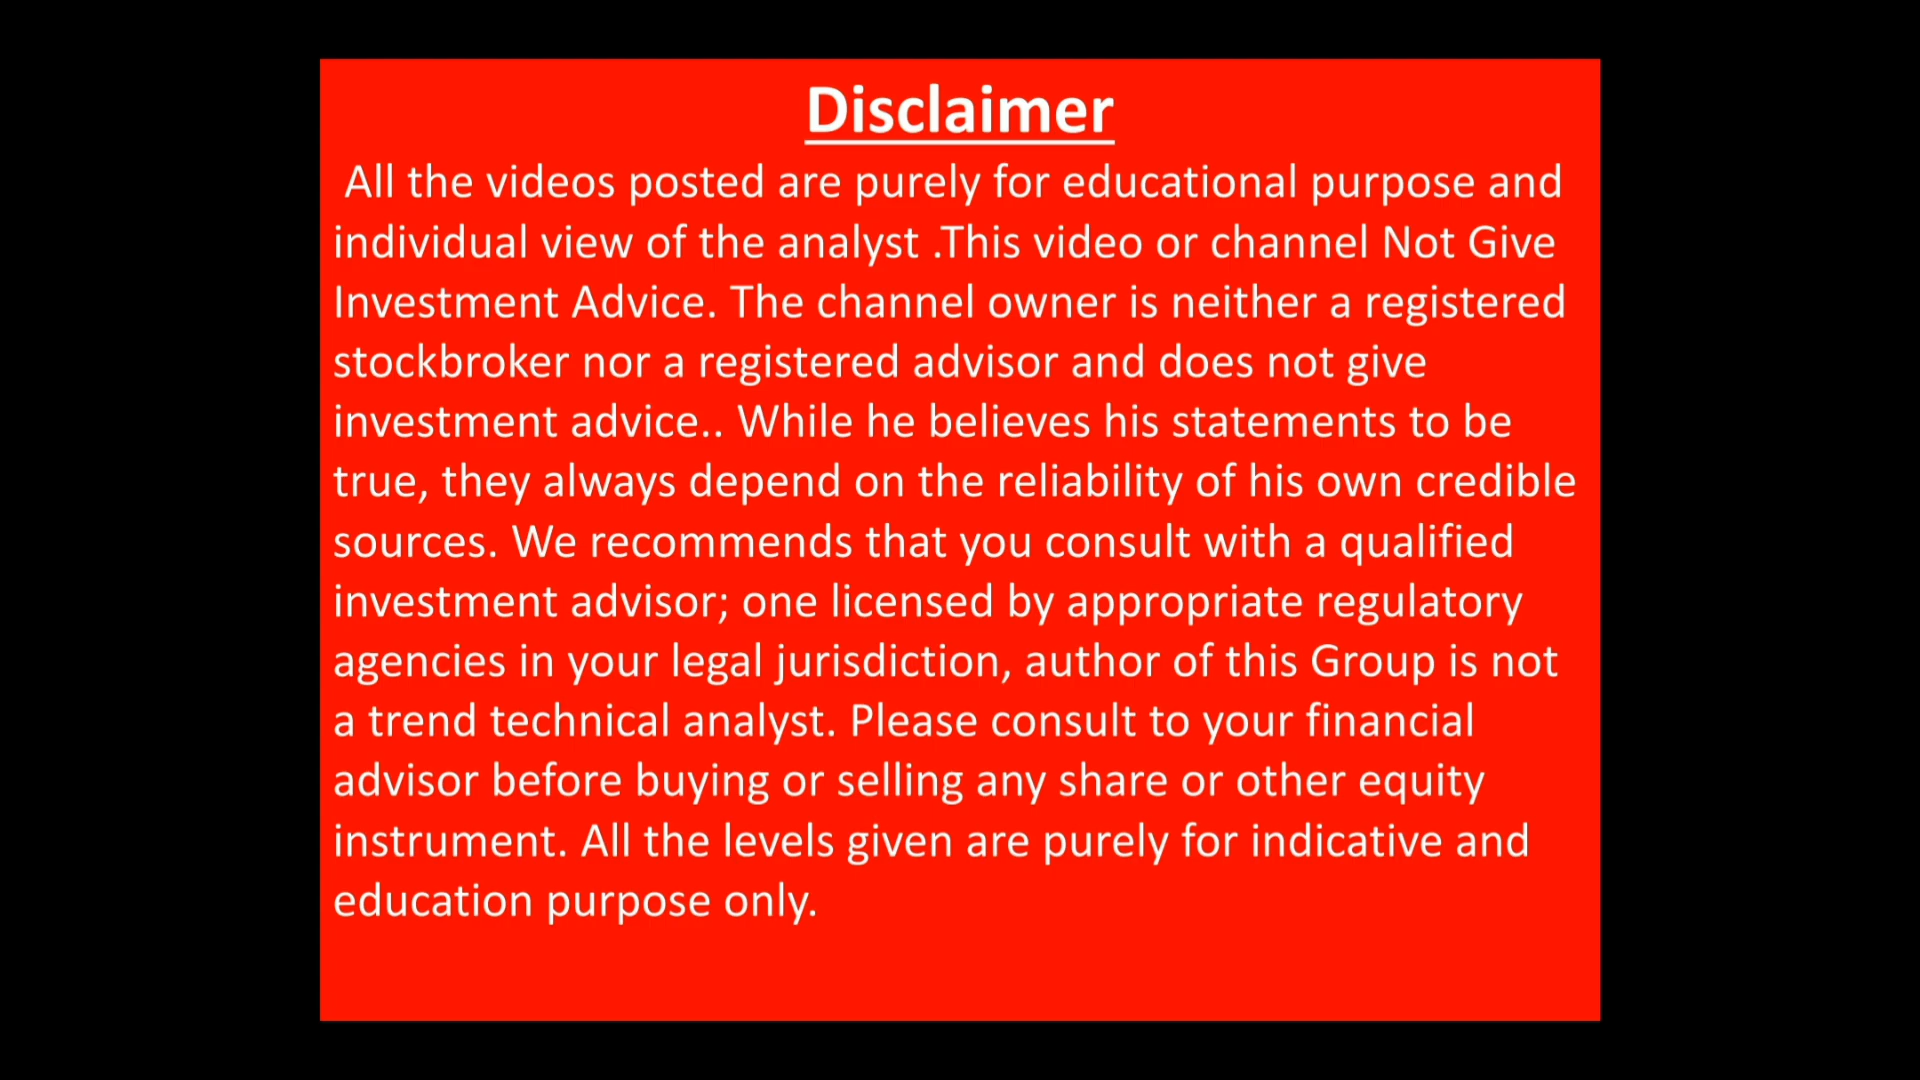 Disclaimer
All the videos posted are purely for educational purpose and
individual view of the analyst .This video or channel Not Give
Investment Advice. The channel owner is neither a registered
stockbroker nor a registered advisor and does not give
investment advice.. While he believes his statements to be
true, they always depend on the reliability of his own credible
sources. We recommends that you consult with a qualified
investment advisor; one licensed by appropriate regulatory
agencies in your legal jurisdiction, author of this Group is not
a trend technical analyst. Please consult to your financial
advisor before buying or selling any share or other equity
instrument. All the levels given are purely for indicative and
education purpose only.